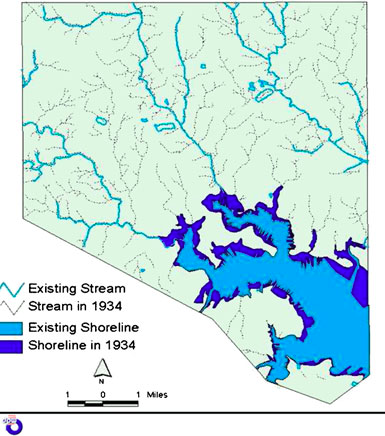 Existing Stream
Stream in 1934
Existing Shoreline
Shoreline in 1934
N
1 0 1 Miles